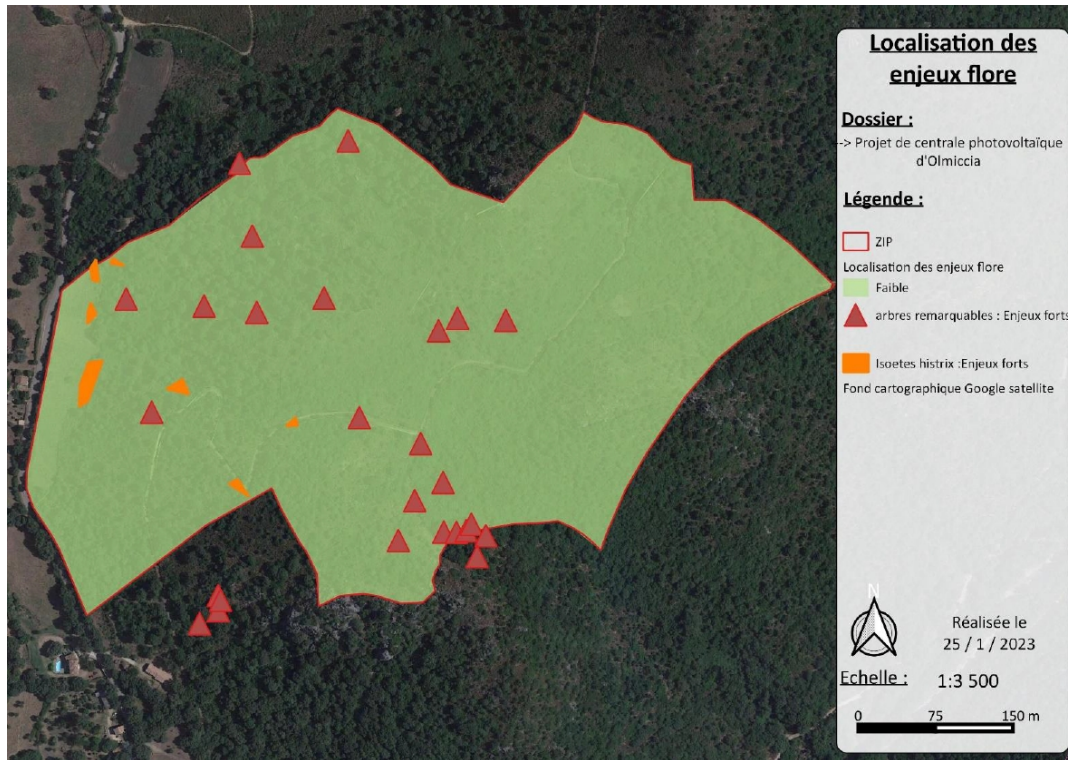 Localisation des
enjeux flore
Dossier :
--> Projet de centrale photovoltaïque
d'Olmiccia
Légende :
ZIP
Localisation des enjeux flore
Faible
arbres remarquables : Enjeux forts
Isoetes histrix :Enjeux forts
Fond cartographique Google satellite
N
Réalisée le
25 / 1 / 2023
Echelle :
1:3 500
0 75 150 m